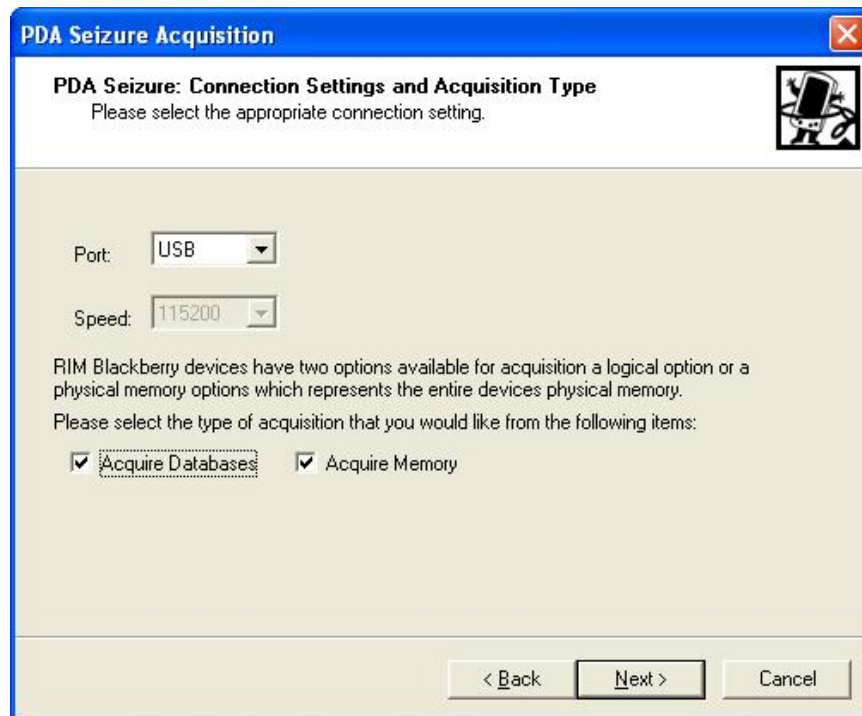 PDA Seizure Acquisition
PDA Seizure: Connection Settings and Acquisition Type
Please select the appropriate connection setting.
Port: USB
Speed: 115200
RIM Blackberry devices have two options available for acquisition a logical option or a
physical memory options which represents the entire devices physical memory.
Please select the type of acquisition that you would like from the following items:
Acquire Databases Acquire Memory
< Back Next > Cancel